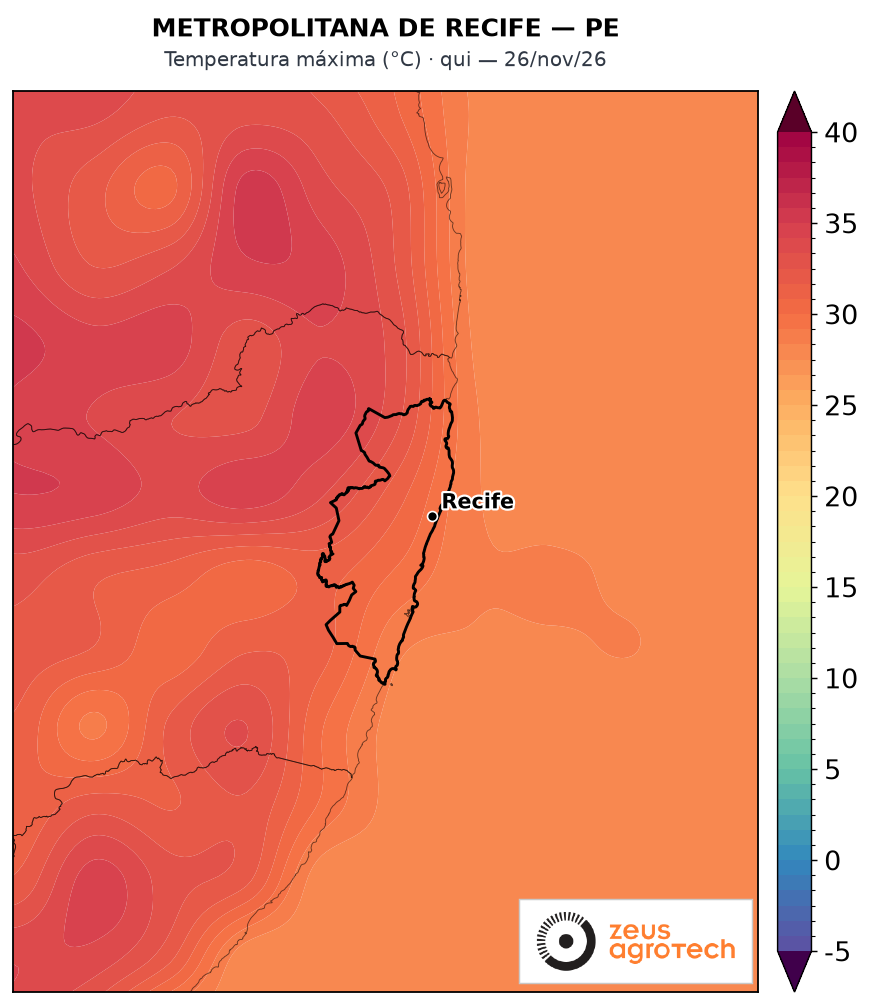 METROPOLITANA DE RECIFE — PE
Temperatura máxima (°C) · qui — 26/nov/26
40
35
30
25
20
15
10
5
0
-5
Recife
zeus
agrotech